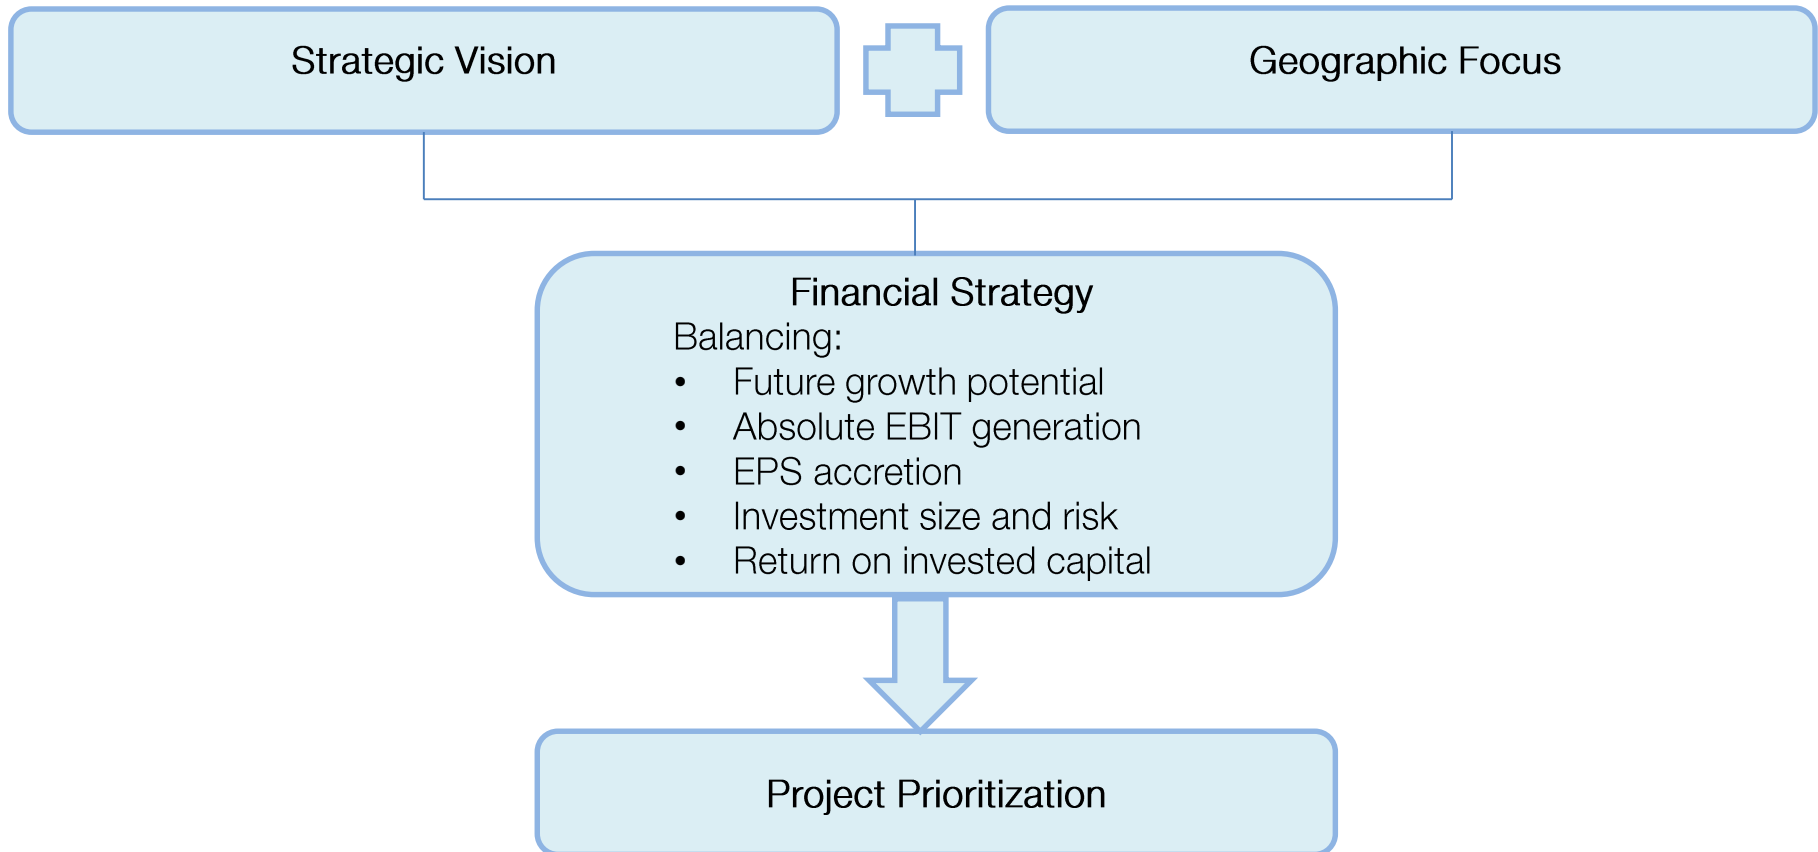 Strategic Vision
Geographic Focus
Financial Strategy
Balancing:
• Future growth potential
• Absolute EBIT generation
• EPS accretion
• Investment size and risk
• Return on invested capital
Project Prioritization